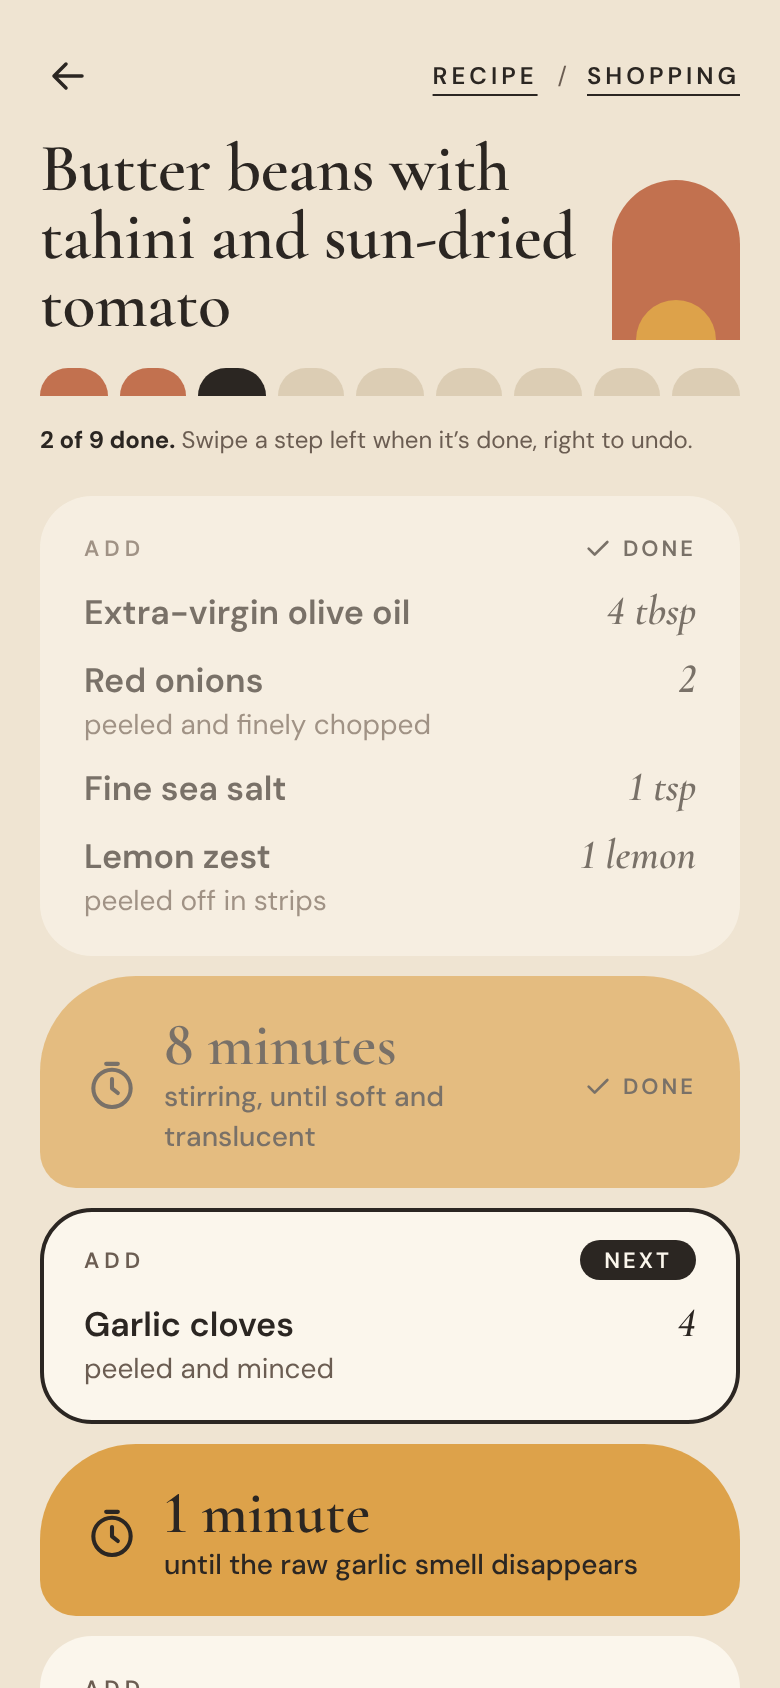 RECIPE / SHOPPING
Butter beans with
tahini and sun-dried
tomato
2 of 9 done. Swipe a step left when it’s done, right to undo.
ADD
DONE
Extra-virgin olive oil 4 tbsp
Red onions 2
peeled and finely chopped
Fine sea salt 1 tsp
Lemon zest 1 lemon
peeled off in strips
8 minutes
stirring, until soft and
translucent
DONE
ADD
NEXT
Garlic cloves 4
peeled and minced
1 minute
until the raw garlic smell disappears
ADD